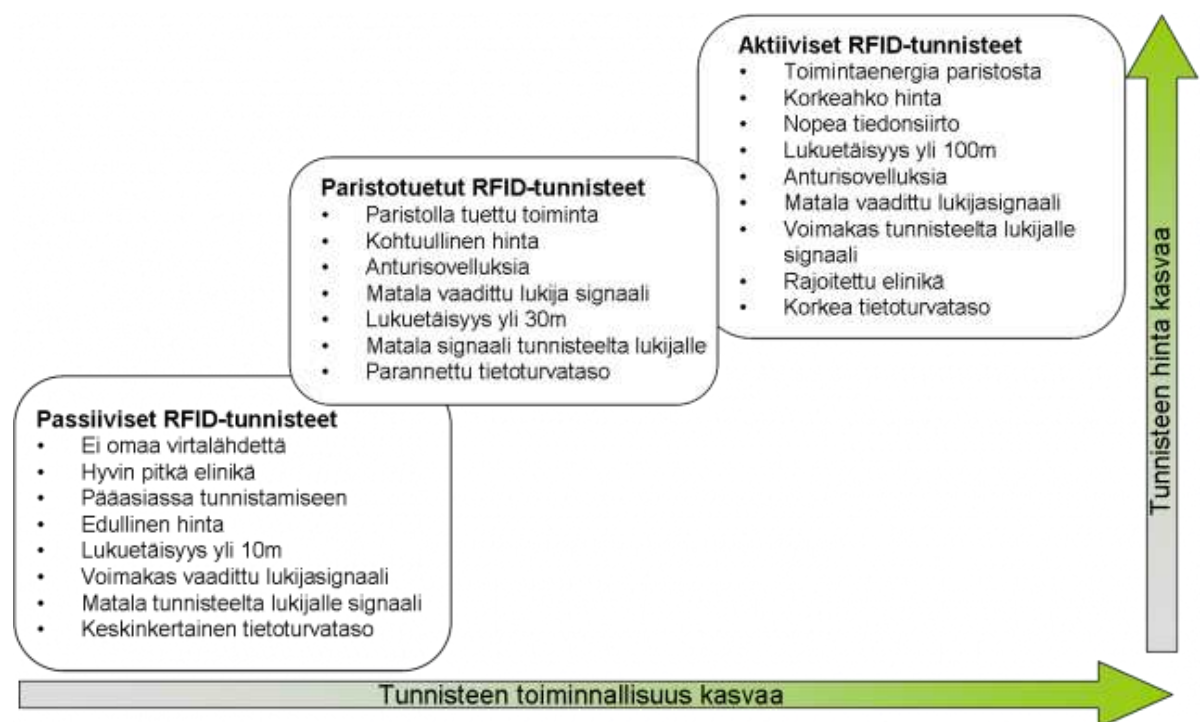 Aktiiviset RFID-tunnisteet
• Toimintaenergia paristosta
• Korkeahko hinta
• Nopea tiedonsiirto
• Lukuetäisyys yli 100m
• Anturisovelluksia
• Matala vaadittu lukijasignaali
• Voimakas tunnisteelta lukijalle
signaali
• Rajoitettu elinikä
• Korkea tietoturvataso
Paristotuetut RFID-tunnisteet
• Paristolla tuettu toiminta
• Kohtuullinen hinta
• Anturisovelluksia
• Matala vaadittu lukija signaali
• Lukuetäisyys yli 30m
• Matala signaali tunnisteelta lukijalle
• Parannettu tietoturvataso
Passiiviset RFID-tunnisteet
• Ei omaa virtalähdettä
• Hyvin pitkä elinikä
• Pääasiassa tunnistamiseen
• Edullinen hinta
• Lukuetäisyys yli 10m
• Voimakas vaadittu lukijasignaali
• Matala tunnisteelta lukijalle signaali
• Keskinkertainen tietoturvataso
Tunnisteen hinta kasvaa
Tunnisteen toiminnallisuus kasvaa